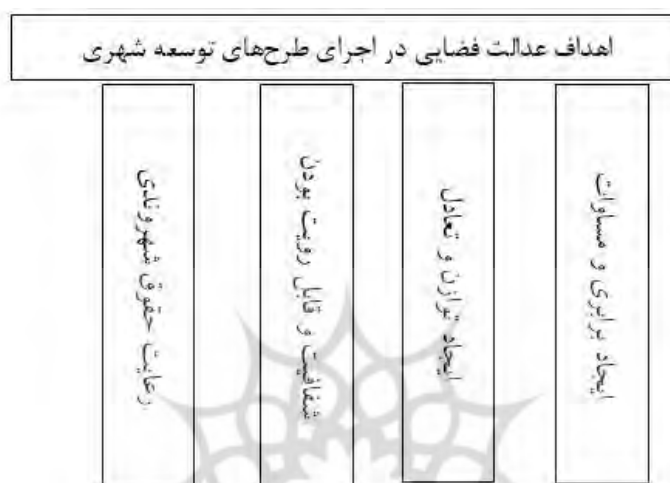 اهداف عدالت فضایی در اجرای طرح‌های توسعه شهری
ایجاد برابری و مساوات
ایجاد توازن و تعادل
شفافیت و قابل رویت بودن
رعایت حقوق شهروندی